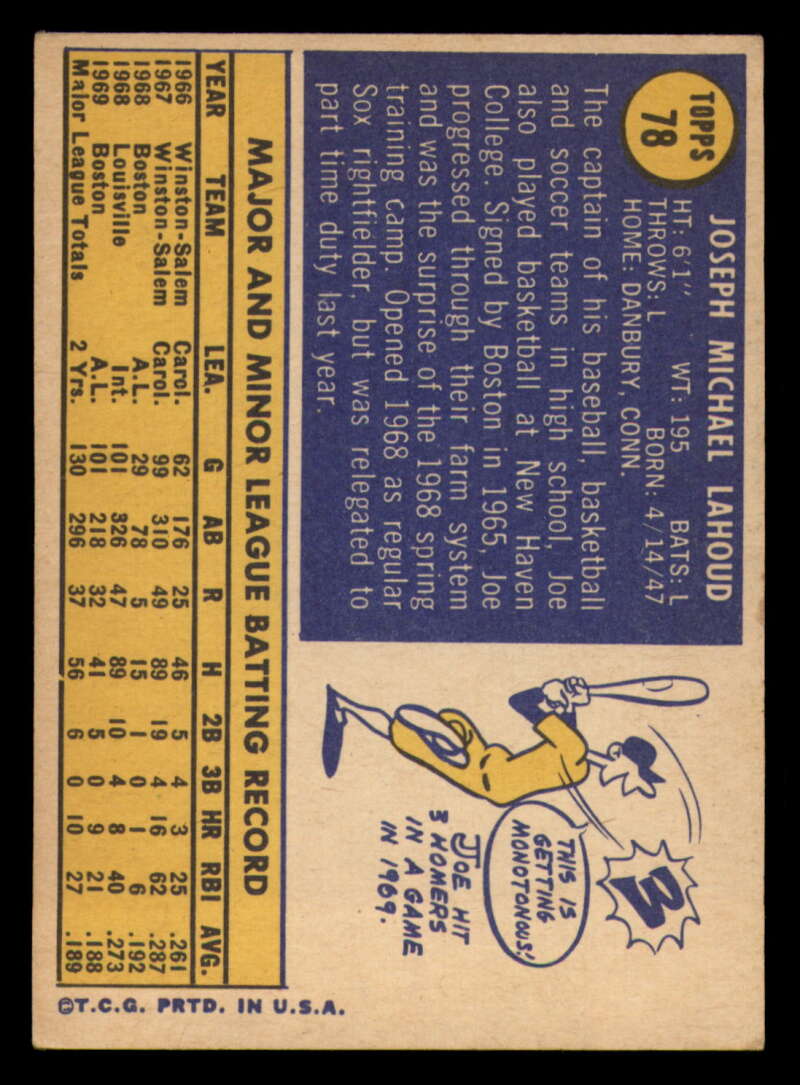 TOPPS
78
JOSEPH MICHAEL LAHOUD
HT: 6'1" WT: 195 BATS: L
THROWS: L BORN: 4/14/47
HOME: DANBURY, CONN.
The captain of his baseball, basketball
and soccer teams in high school, Joe
also played basketball at New Haven
College. Signed by Boston in 1965, Joe
progressed through their farm system
and was the surprise of the 1968 spring
training camp. Opened 1968 as regular
Sox rightfielder, but was relegated to
part time duty last year.
3
THIS IS
GETTING
MONOTONOUS!
JOE HIT
3 HOMERS
IN A GAME
IN 1969.
MAJOR AND MINOR LEAGUE BATTING RECORD
YEAR TEAM LEA. G AB R H 2B 3B HR RBI AVG.
1966 Winston-Salem Carol. 62 176 25 46 5 4 3 25 .261
1967 Winston-Salem Carol. 99 310 49 89 19 4 16 62 .287
1968 Boston A.L. 29 78 5 15 1 0 1 6 .192
1968 Louisville Int. 101 326 47 89 10 4 8 40 .273
1969 Boston A.L. 101 218 32 41 5 0 9 21 .188
Major League Totals 2 Yrs. 130 296 37 56 6 0 10 27 .189
©T.C.G. PRTD. IN U.S.A.